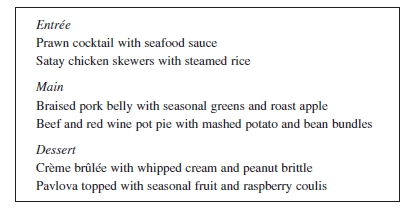 Entrée
Prawn cocktail with seafood sauce
Satay chicken skewers with steamed rice
Main
Braised pork belly with seasonal greens and roast apple
Beef and red wine pot pie with mashed potato and bean bundles
Dessert
Crème brûlée with whipped cream and peanut brittle
Pavlova topped with seasonal fruit and raspberry coulis